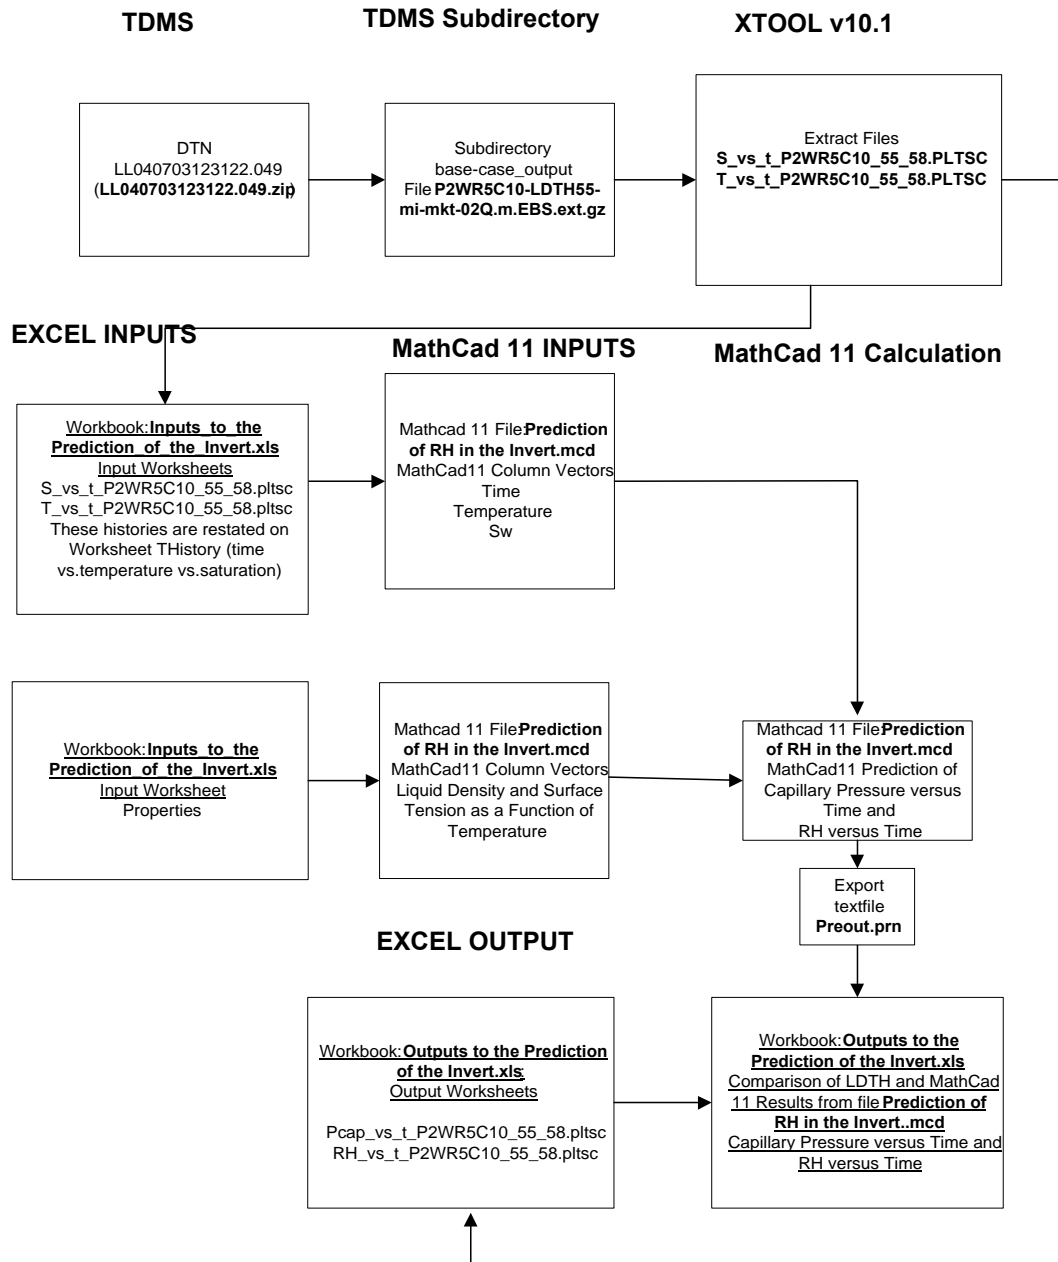 TDMS
TDMS Subdirectory
XTOOL v10.1
DTN
LL040703123122.049
(LL040703123122.049.zip)
Subdirectory
base-case_output
File P2WR5C10-LDTH55-
mi-mkt-02Q.m.EBS.ext.gz
Extract Files
S_vs_t_P2WR5C10_55_58.PLTSC
T_vs_t_P2WR5C10_55_58.PLTSC
EXCEL INPUTS
MathCad 11 INPUTS
MathCad 11 Calculation
Workbook: Inputs_to_the
Prediction_of_the_Invert.xls
Input Worksheets
S_vs_t_P2WR5C10_55_58.pltsc
T_vs_t_P2WR5C10_55_58.pltsc
These histories are restated on
Worksheet THistory (time
vs.temperature vs.saturation)
Mathcad 11 File:Prediction
of RH in the Invert.mcd
MathCad11 Column Vectors
Time
Temperature
Sw
Workbook: Inputs_to_the
Prediction_of_the_Invert.xls
Input Worksheet
Properties
Mathcad 11 File:Prediction
of RH in the Invert.mcd
MathCad11 Column Vectors
Liquid Density and Surface
Tension as a Function of
Temperature
Mathcad 11 File:Prediction
of RH in the Invert.mcd
MathCad11 Prediction of
Capillary Pressure versus
Time and
RH versus Time
Export
textfile
Preout.prn
EXCEL OUTPUT
Workbook: Outputs to the Prediction
of the Invert.xls;
Output Worksheets
Pcap_vs_t_P2WR5C10_55_58.pltsc
RH_vs_t_P2WR5C10_55_58.pltsc
Workbook: Outputs to the
Prediction of the Invert.xls
Comparison of LDTH and MathCad
11 Results from file Prediction of
RH in the Invert..mcd
Capillary Pressure versus Time and
RH versus Time